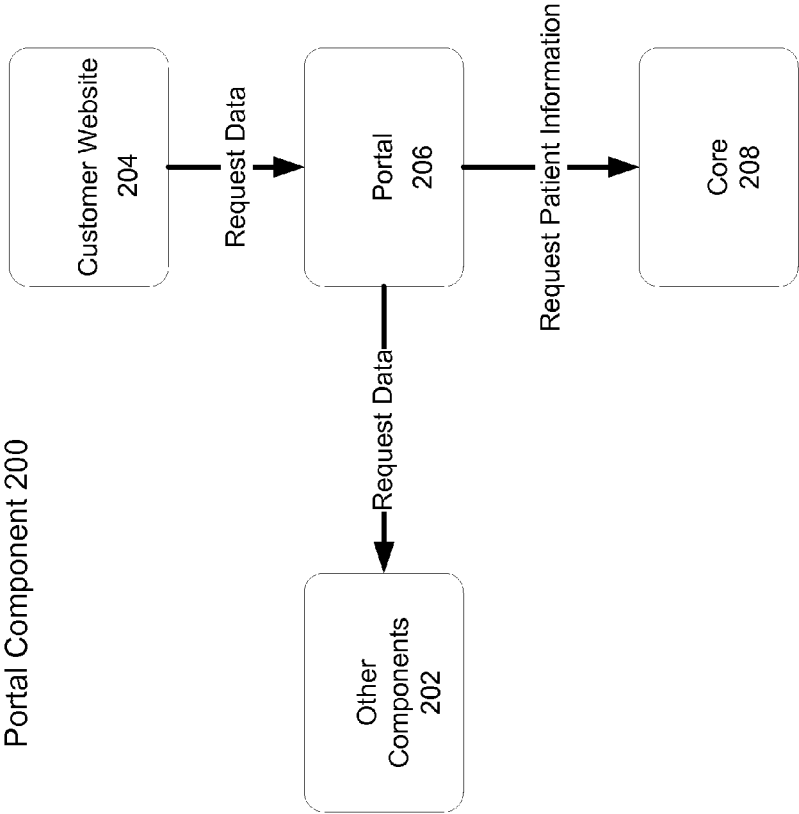 Portal Component 200
Customer Website
204
Request Data
Portal
206
Request Patient Information
Core
208
Request Data
Other
Components
202